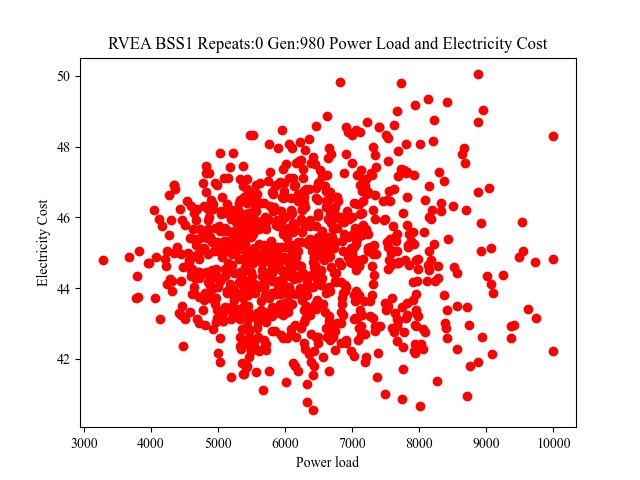 RVEA BSS1 Repeats:0 Gen:980 Power Load and Electricity Cost
50
48
46
44
42
Electricity Cost
3000 4000 5000 6000 7000 8000 9000 10000
Power load